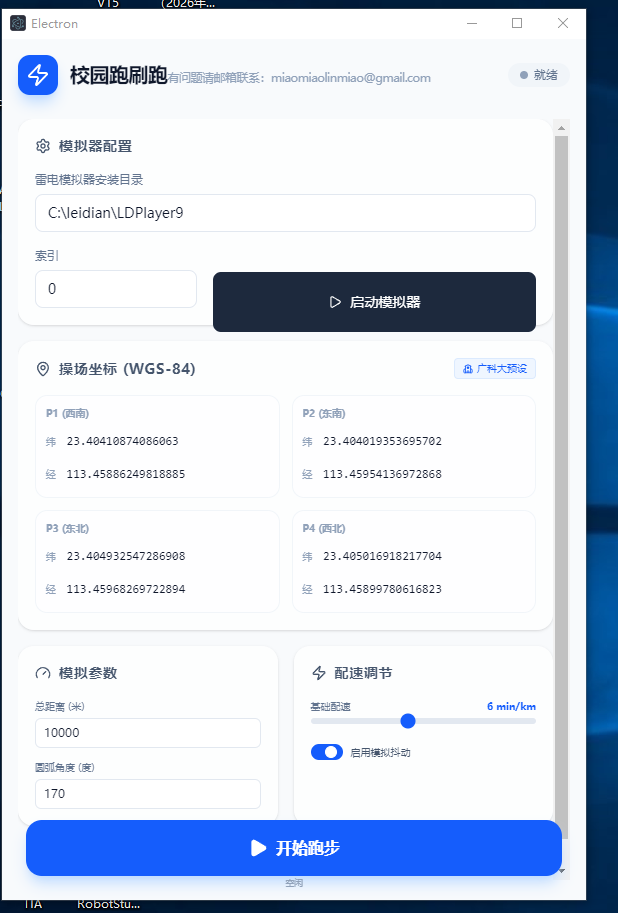 VT5 (2026年...
Electron
校园跑刷跑有问题请邮箱联系：miaomiaolinmiao@gmail.com
就绪
模拟器配置
雷电模拟器安装目录
C:\leidian\LDPlayer9
索引
0
启动模拟器
操场坐标 (WGS-84)
广科大预设
P1 (西南)
纬 23.40410874086063
经 113.45886249818885
P2 (东南)
纬 23.404019353695702
经 113.45954136972868
P3 (东北)
纬 23.404932547286908
经 113.45968269722894
P4 (西北)
纬 23.405016918217704
经 113.45899780616823
模拟参数
总距离 (米)
10000
圆弧角度 (度)
170
配速调节
基础配速
6 min/km
启用模拟抖动
开始跑步
空闲
TIA
RobotStu...